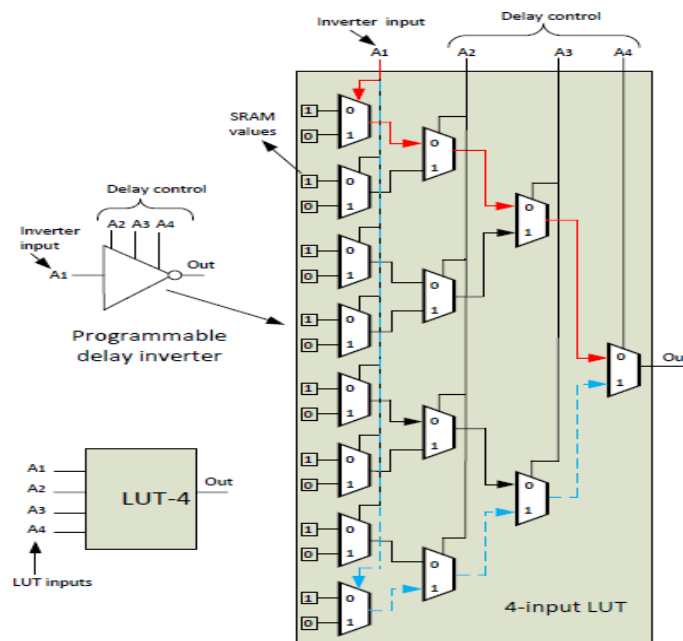 Inverter input
Delay control
A1 A2 A3 A4
SRAM values
1 0
0 1
0
1
1 0
0 1
0
1
1 0
0 1
0
1
1 0
0 1
0
1
1 0
0 1
0
1
1 0
0 1
0
1
1 0
0 1
0
1
1 0
0 1
0
1
Out
4-input LUT
Delay control
A2 A3 A4
Inverter input
A1
Out
Programmable delay inverter
A1
A2
A3
A4
LUT-4
Out
LUT inputs